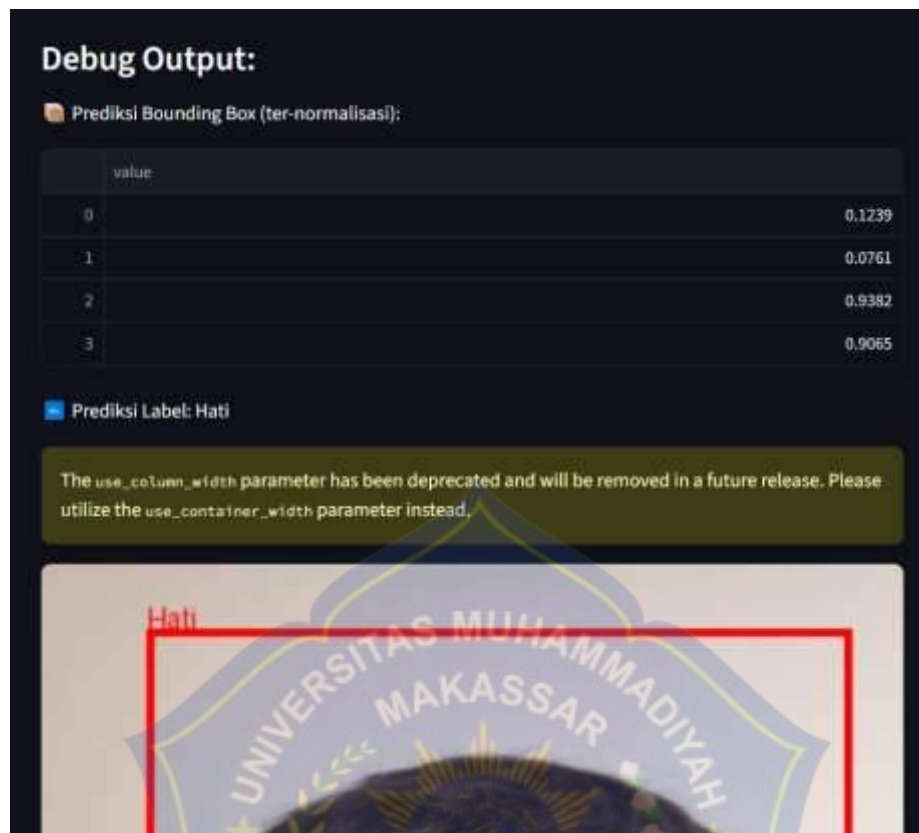 Debug Output:
Prediksi Bounding Box (ter-normalisasi):
value
0 0.1239
1 0.0761
2 0.9382
3 0.9065
Prediksi Label: Hati
The use_column_width parameter has been deprecated and will be removed in a future release. Please
utilize the use_container_width parameter instead.
Hati
UNIVERSITAS MUHAMMADIYAH
MAKASSAR